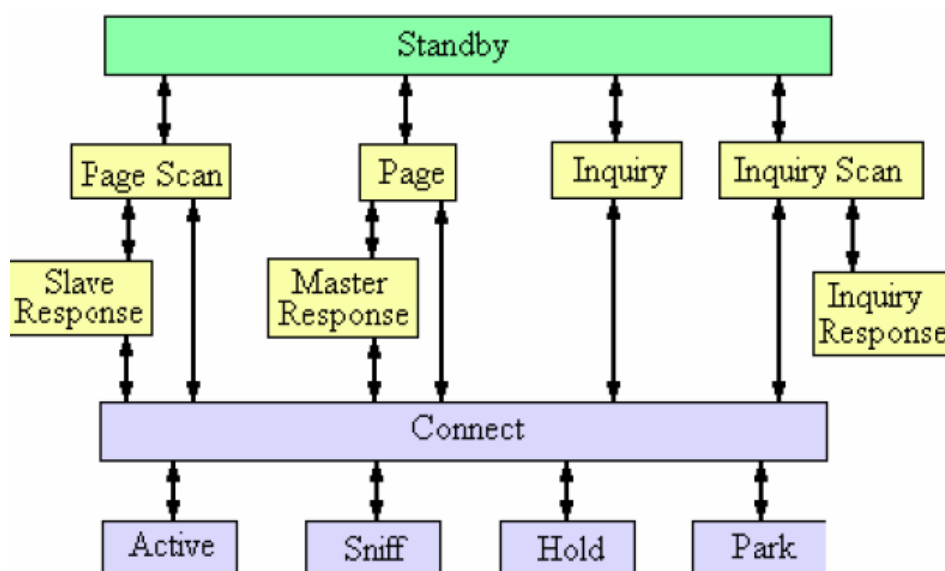 Standby
Page Scan
Page
Inquiry
Inquiry Scan
Slave
Response
Master
Response
Inquiry
Response
Connect
Active
Sniff
Hold
Park